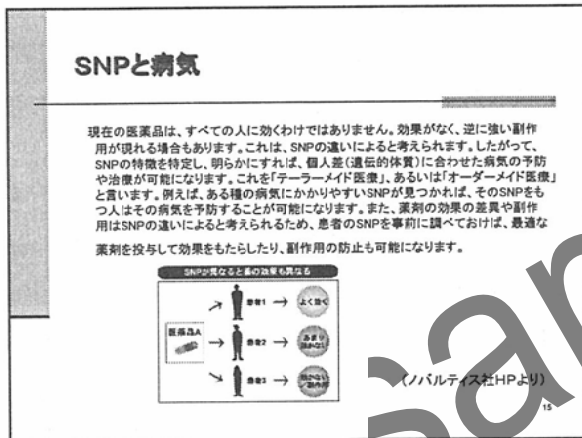 SNPと病気
現在の医薬品は、すべての人に効くわけではありません。効果がなく、逆に強い副作
用が現れる場合もあります。これは、SNPの違いによると考えられます。したがって、
SNPの特徴を特定し、明らかにすれば、個人差(遺伝的体質)に合わせた病気の予防
や治療が可能になります。これを「テーラーメイド医療」、あるいは「オーダーメイド医療」
と言います。例えば、ある種の病気にかかりやすいSNPが見つかれば、そのSNPをも
つ人はその病気を予防することが可能になります。また、薬剤の効果の差異や副作
用はSNPの違いによると考えられるため、患者のSNPを事前に調べておけば、最適な
薬剤を投与して効果をもたらしたり、副作用の防止も可能になります。
SNPが異なると薬の効果も異なる
医薬品A
患者1 → よく効く
患者2 → あまり
効かない
患者3 → 効かない
(ノバルティス社HPより)
15